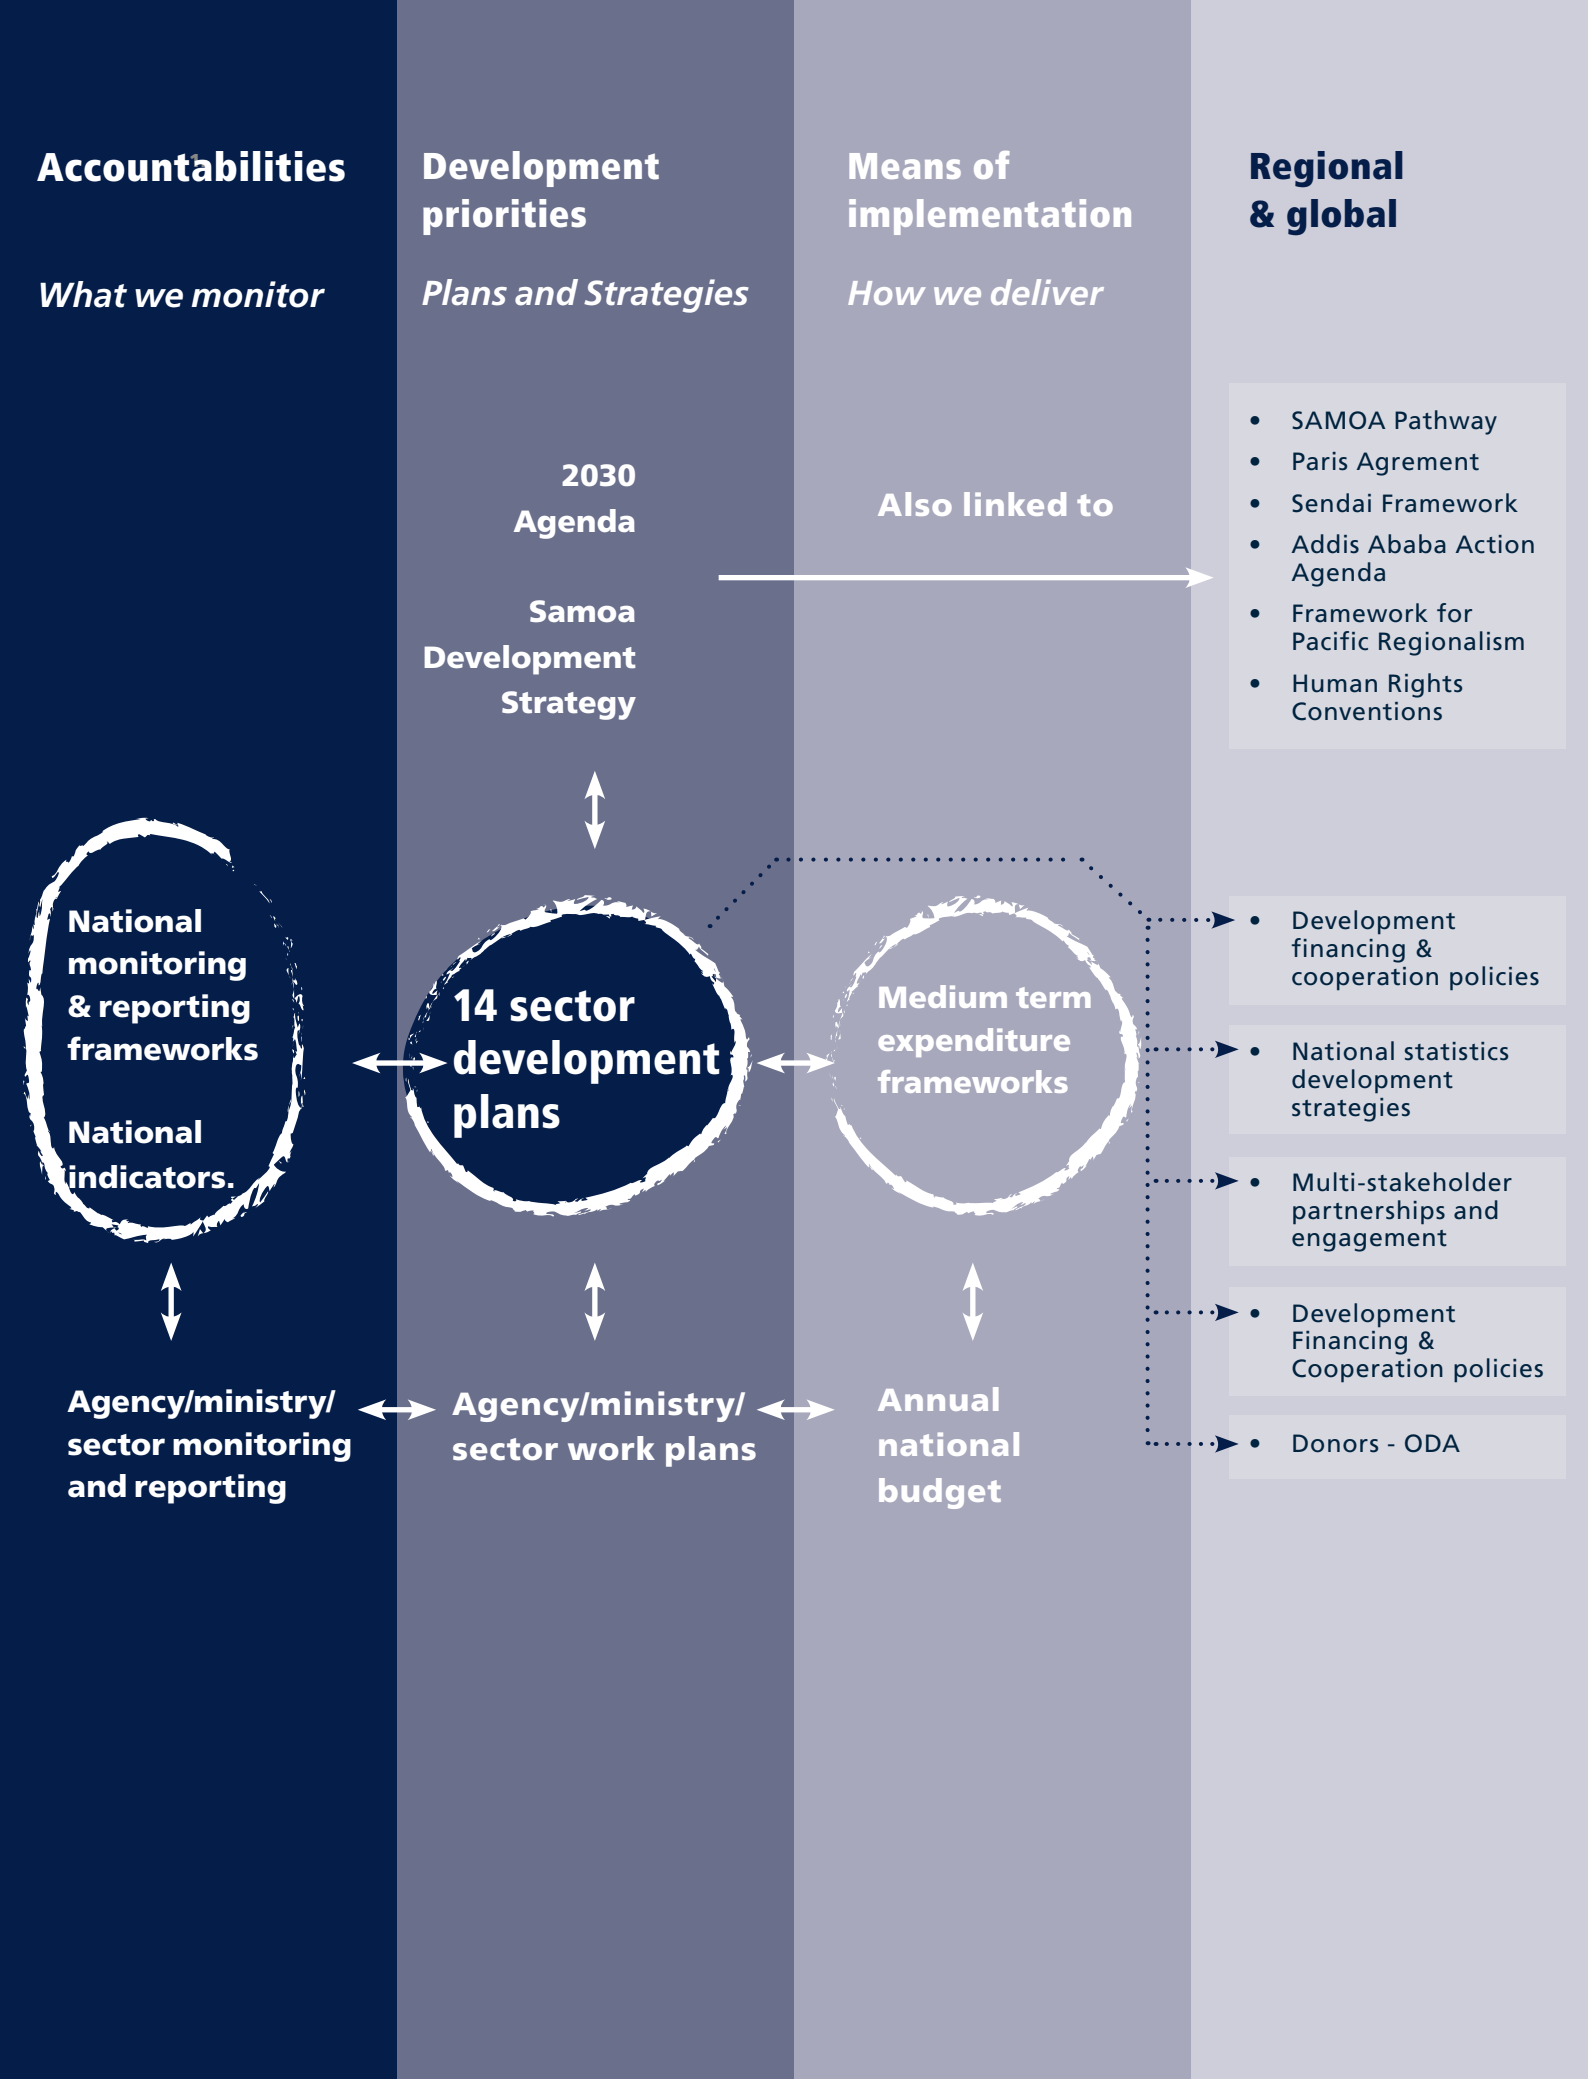 Accountabilities
What we monitor
National
monitoring
& reporting
frameworks
National
indicators.
Agency/ministry/
sector monitoring
and reporting
Development
priorities
Plans and Strategies
2030
Agenda
Samoa
Development
Strategy
14 sector
development
plans
Agency/ministry/
sector work plans
Means of
implementation
How we deliver
Also linked to
Medium term
expenditure
frameworks
Annual
national
budget
Regional
& global
• SAMOA Pathway
• Paris Agrement
• Sendai Framework
• Addis Ababa Action
Agenda
• Framework for
Pacific Regionalism
• Human Rights
Conventions
• Development
financing &
cooperation policies
• National statistics
development
strategies
• Multi-stakeholder
partnerships and
engagement
• Development
Financing &
Cooperation policies
• Donors - ODA